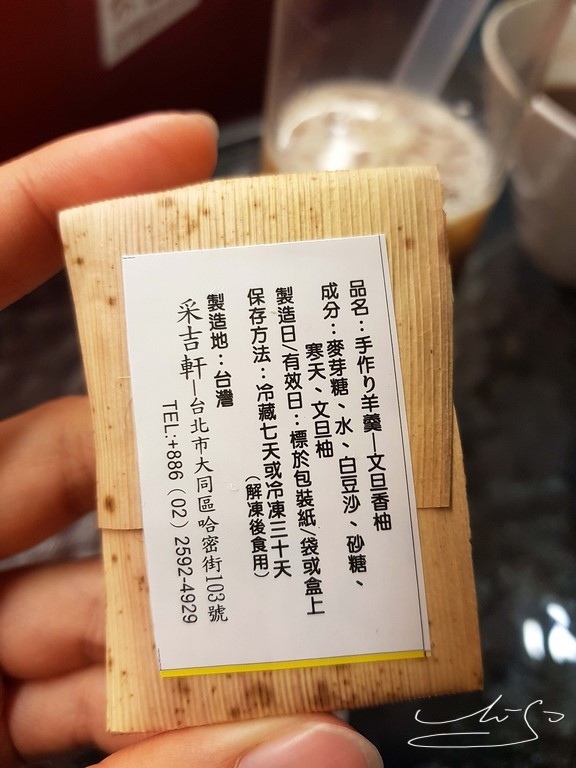 品名：手作り羊羹—文旦香柚
成分：麥芽糖、水、白豆沙、砂糖、
寒天、文旦柚
製造日/有效日：標於包裝紙/袋或盒上
保存方法：冷藏七天或冷凍三十天
（解凍後食用）
製造地：台灣
采吉軒—台北市大同區哈密街103號
TEL.+886（02）2592-4929